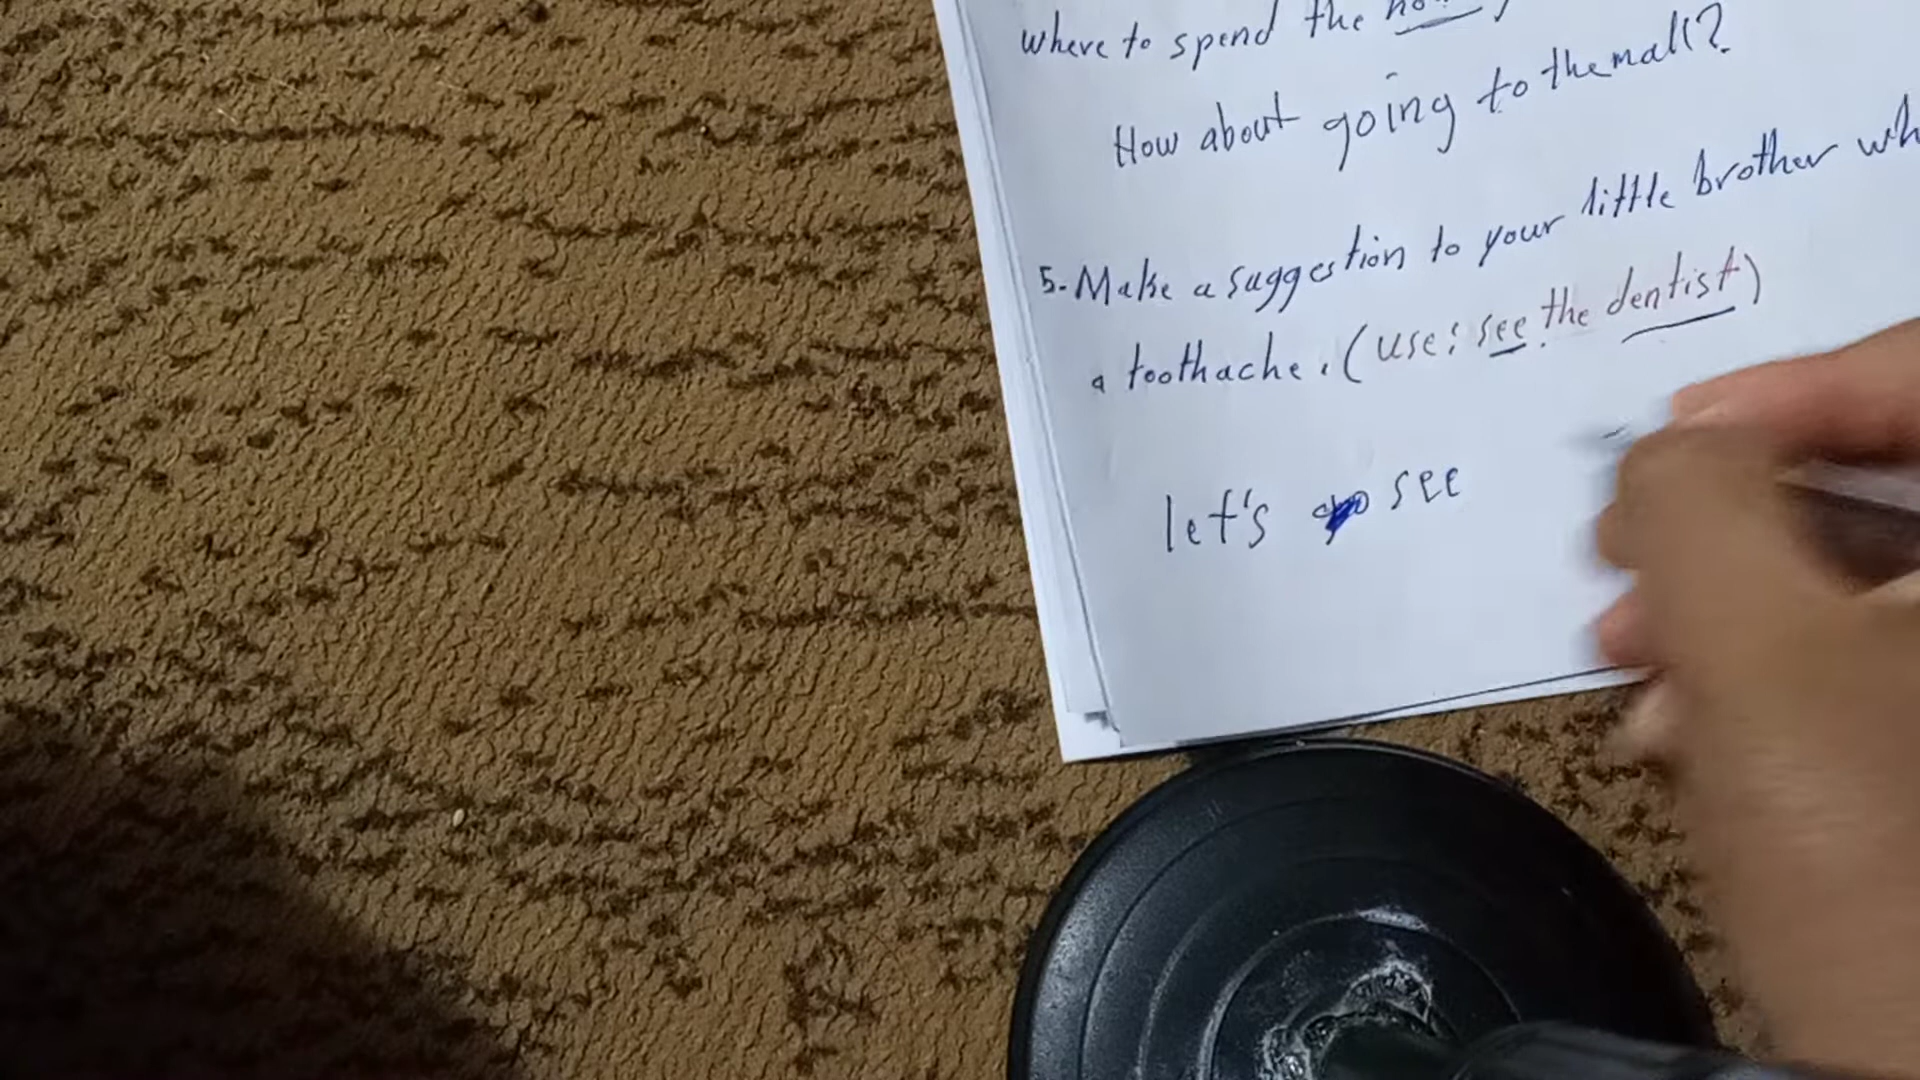 where to spend the
How about going to the mall?
5. Make a suggestion to your little brother
a toothache. (use: see the dentist)
let's see